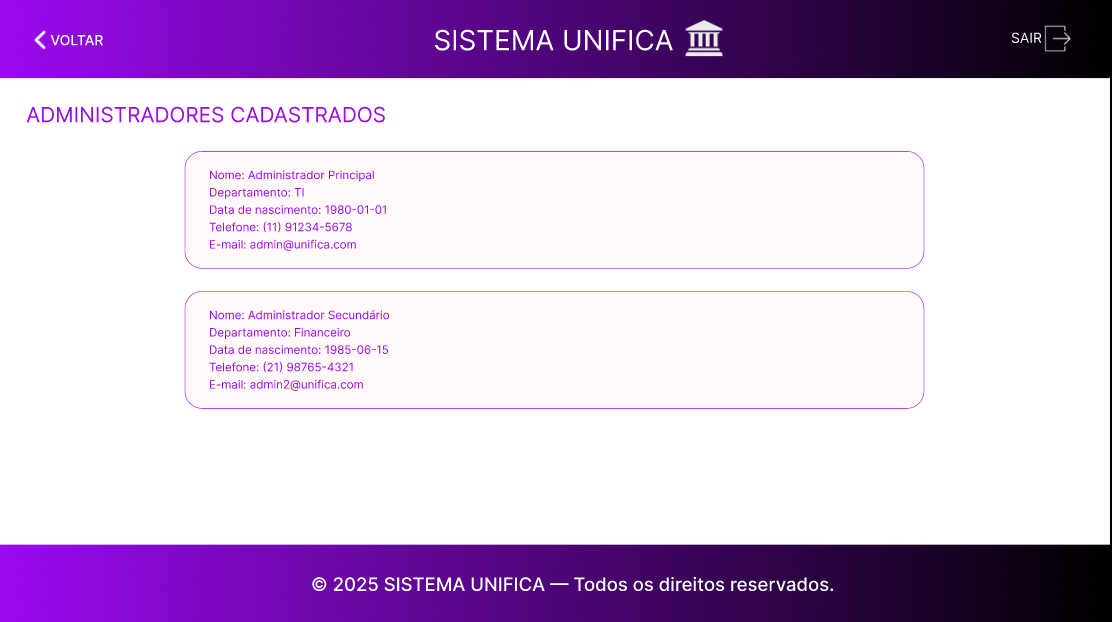 VOLTAR
SISTEMA UNIFICA
SAIR
ADMINISTRADORES CADASTRADOS
Nome: Administrador Principal
Departamento: TI
Data de nascimento: 1980-01-01
Telefone: (11) 91234-5678
E-mail: admin@unifica.com
Nome: Administrador Secundário
Departamento: Financeiro
Data de nascimento: 1985-06-15
Telefone: (21) 98765-4321
E-mail: admin2@unifica.com
© 2025 SISTEMA UNIFICA — Todos os direitos reservados.